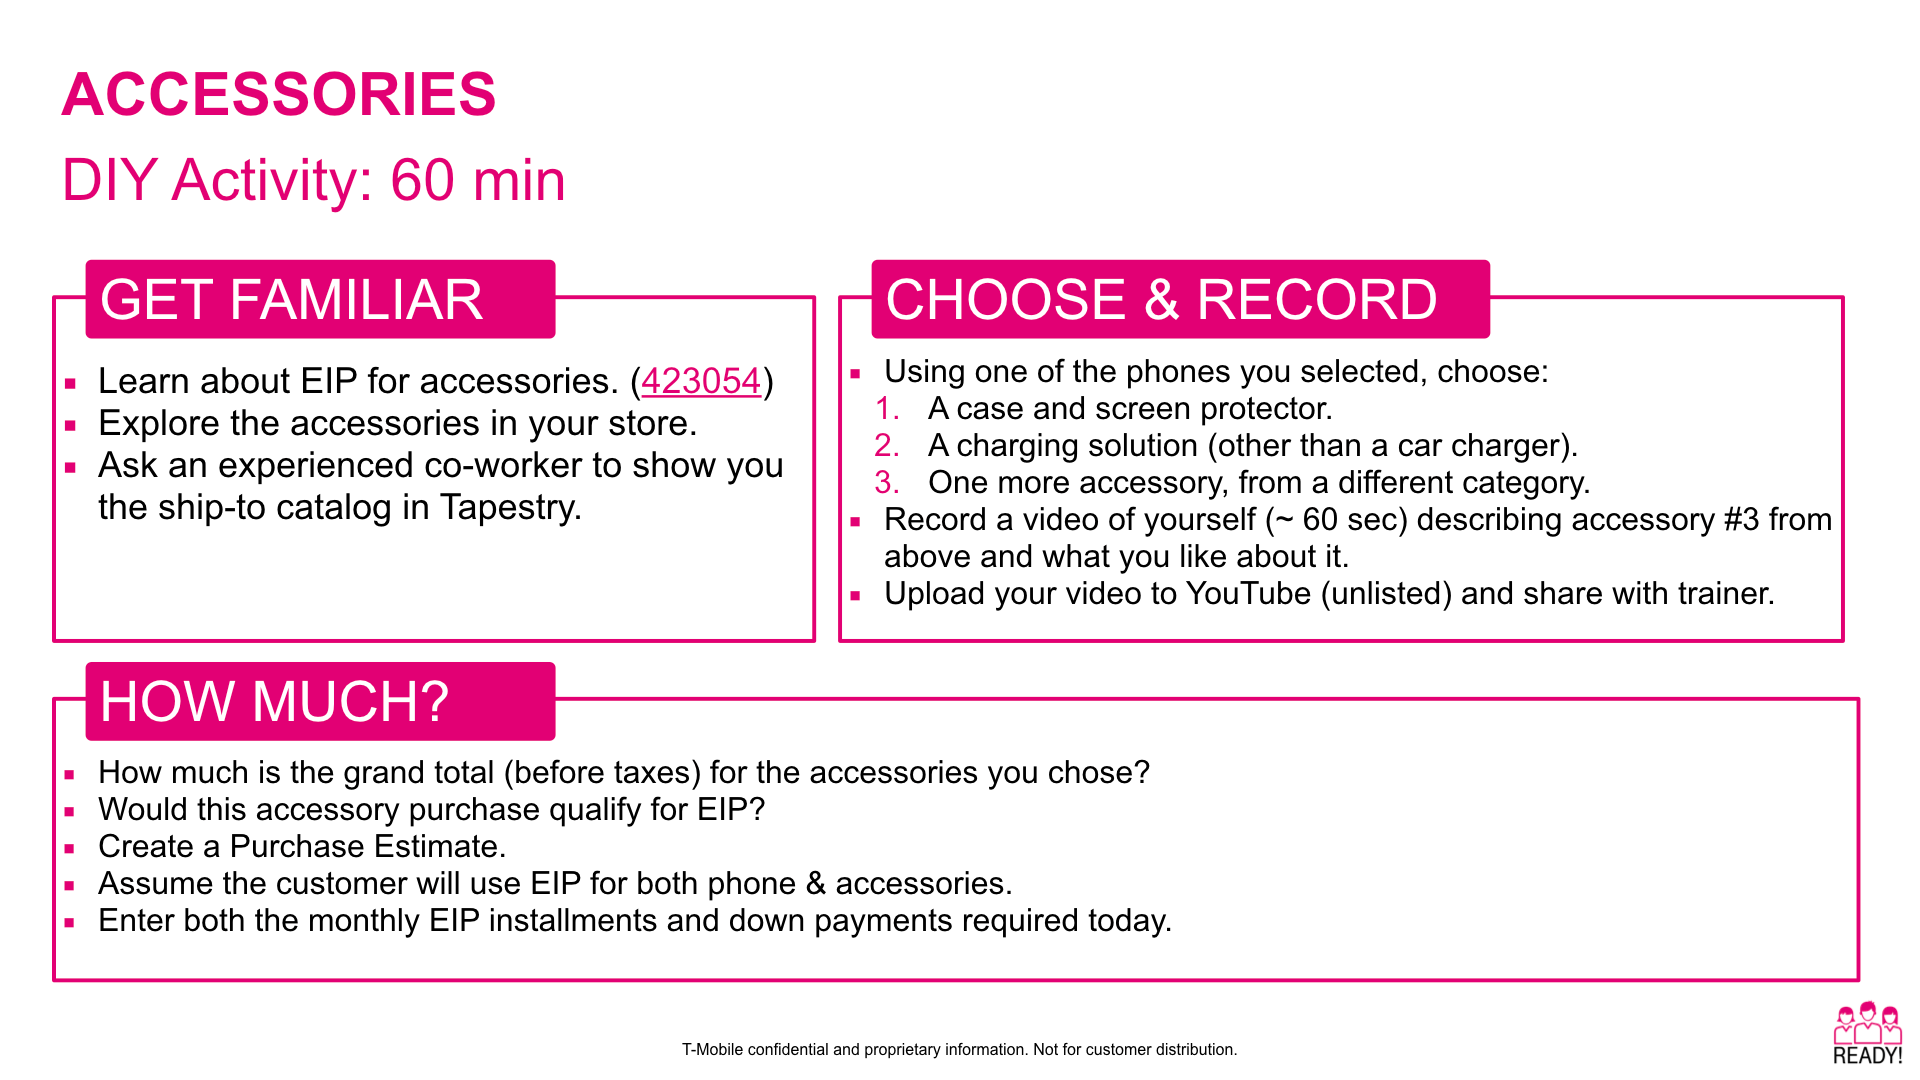 ACCESSORIES
DIY Activity: 60 min
GET FAMILIAR
▪ Learn about EIP for accessories. (423054)
▪ Explore the accessories in your store.
▪ Ask an experienced co-worker to show you
the ship-to catalog in Tapestry.
CHOOSE & RECORD
▪ Using one of the phones you selected, choose:
1. A case and screen protector.
2. A charging solution (other than a car charger).
3. One more accessory, from a different category.
▪ Record a video of yourself (~ 60 sec) describing accessory #3 from
above and what you like about it.
▪ Upload your video to YouTube (unlisted) and share with trainer.
HOW MUCH?
▪ How much is the grand total (before taxes) for the accessories you chose?
▪ Would this accessory purchase qualify for EIP?
▪ Create a Purchase Estimate.
▪ Assume the customer will use EIP for both phone & accessories.
▪ Enter both the monthly EIP installments and down payments required today.
T-Mobile confidential and proprietary information. Not for customer distribution.
READY!